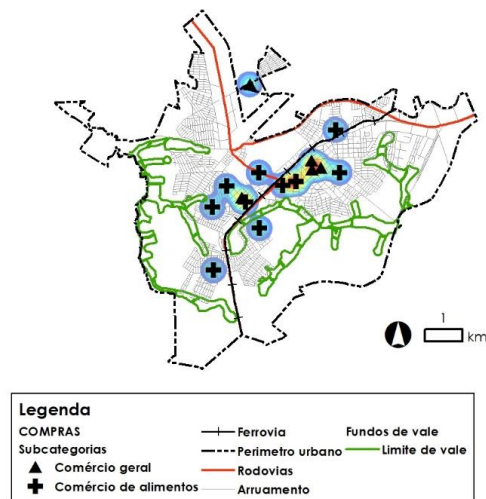 1
km
Legenda
COMPRAS
Subcategorias
Comércio geral
Comércio de alimentos
Ferrovia
Perimetro urbano
Rodovias
Arruamento
Fundos de vale
Limite de vale